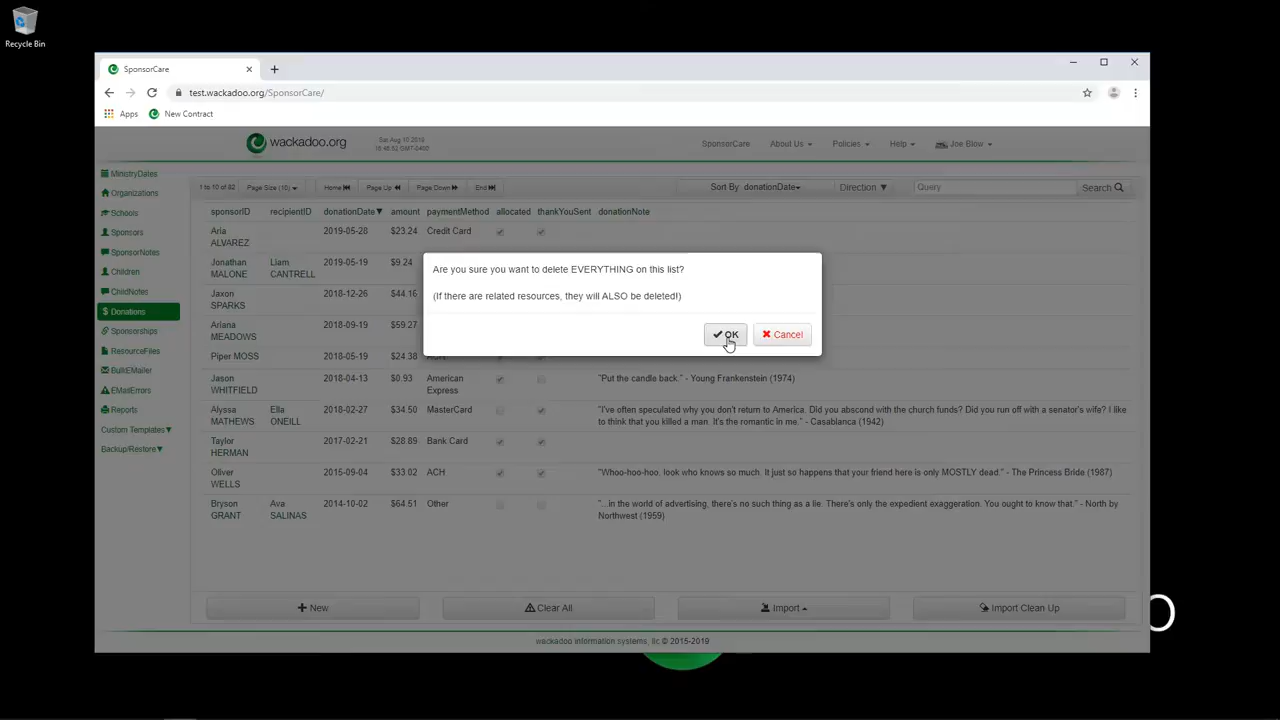 Recycle Bin
SponsorCare
test.wackadoo.org/SponsorCare/
Apps New Contract
wackadoo.org
Sat Aug 10 2019
SponsorCare About Us Policies Help Joe Blow
MinistryDates
Organizations
Schools
Sponsors
SponsorNotes
Children
ChildNotes
$ Donations
Sponsorships
ResourceFiles
BulkEMailer
EMailErrors
Reports
Custom Templates▼
Backup/Restore▼
1 to 10 of 82 Page Size (10) Home Page Up Page Down End Sort By donationDate Direction ▼ Query Search
sponsorID recipientID donationDate▼ amount paymentMethod allocated thankYouSent donationNote
Aria 2019-05-28 $23.24 Credit Card
ALVAREZ
Jonathan Liam 2019-05-19 $9.24
MALONE CANTRELL
Jaxon 2018-12-26 $44.16
SPARKS
Ariana 2018-09-19 $59.27
MEADOWS
Piper MOSS 2018-05-19 $24.38
Jason 2018-04-13 $0.93 American "Put the candle back." - Young Frankenstein (1974)
WHITFIELD Express
Alyssa Ella 2018-02-27 $34.50 MasterCard "I've often speculated why you don't return to America. Did you abscond with the church funds? Did you run off with a senator's wife? I like
MATHEWS ONEILL to think that you killed a man. It's the romantic in me." - Casablanca (1942)
Taylor 2017-02-21 $28.89 Bank Card
HERMAN
Oliver 2015-09-04 $33.02 ACH "Whoo-hoo-hoo, look who knows so much. It just so happens that your friend here is only MOSTLY dead." - The Princess Bride (1987)
WELLS
Bryson Ava 2014-10-02 $64.51 Other "...in the world of advertising, there's no such thing as a lie. There's only the expedient exaggeration. You ought to know that." - North by
GRANT SALINAS Northwest (1959)
Are you sure you want to delete EVERYTHING on this list?
(If there are related resources, they will ALSO be deleted!)
OK Cancel
New Clear All Import Import Clean Up
wackadoo information systems, llc © 2015-2019
O